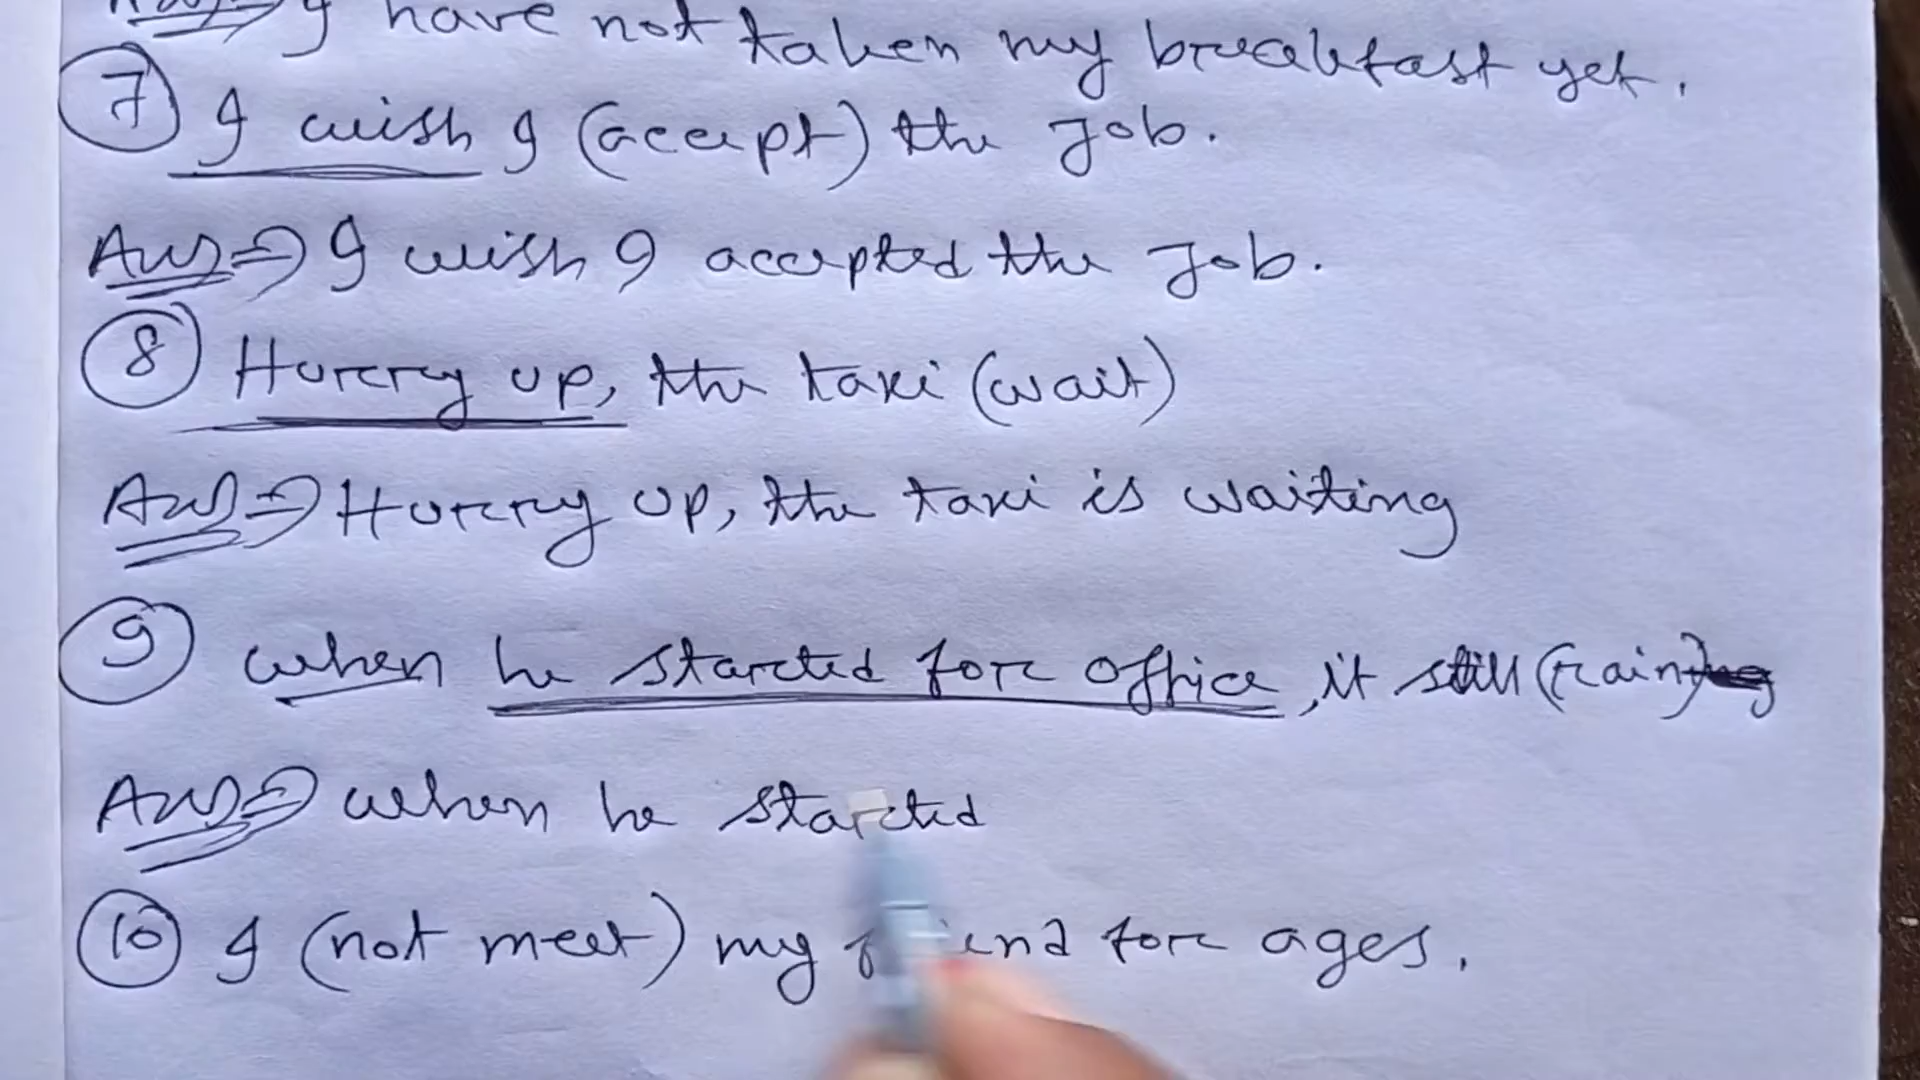 Ans⇒ I have not taken my breakfast yet.
7 I wish I (accept) the job.
Ans⇒ I wish I accepted the job.
8 Hurry up, the taxi (wait)
Ans⇒ Hurry up, the taxi is waiting
9 when he started for office, it still (rain)
Ans⇒ when he started
10 I (not meet) my friend for ages.